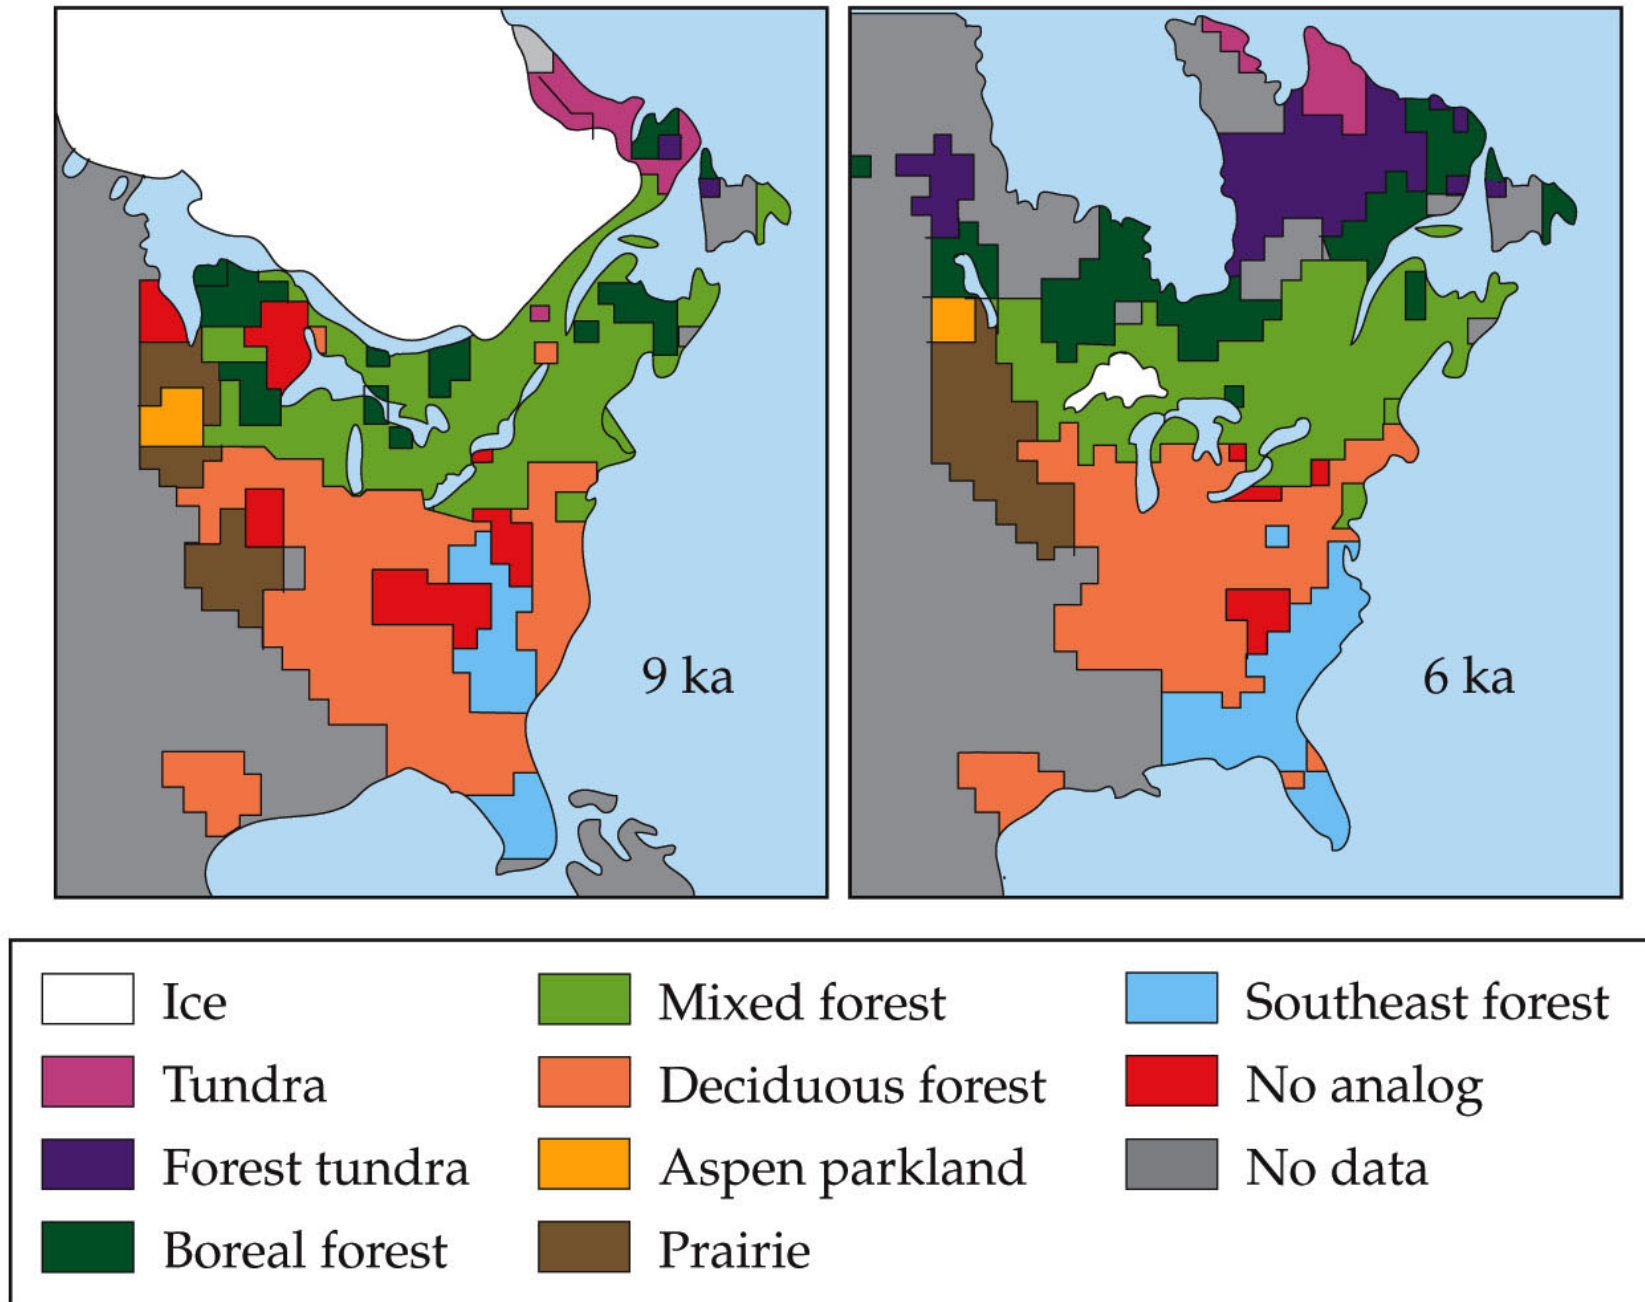 9 ka
6 ka
Ice
Mixed forest
Southeast forest
Tundra
Deciduous forest
No analog
Forest tundra
Aspen parkland
No data
Boreal forest
Prairie